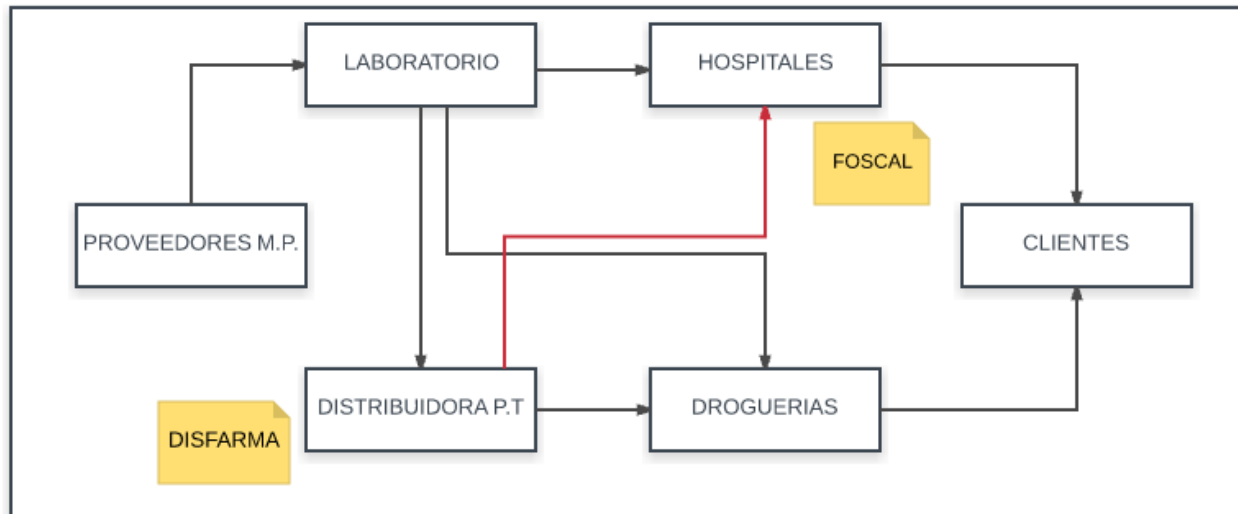 LABORATORIO
HOSPITALES
FOSCAL
PROVEEDORES M.P.
CLIENTES
DISTRIBUIDORA P.T
DROGUERIAS
DISFARMA